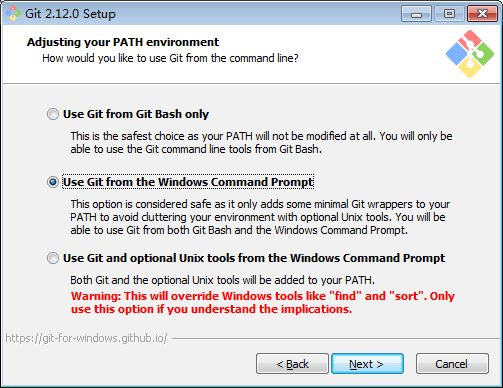 Git 2.12.0 Setup
Adjusting your PATH environment
How would you like to use Git from the command line?
Use Git from Git Bash only
This is the safest choice as your PATH will not be modified at all. You will only be
able to use the Git command line tools from Git Bash.
Use Git from the Windows Command Prompt
This option is considered safe as it only adds some minimal Git wrappers to your
PATH to avoid cluttering your environment with optional Unix tools. You will be
able to use Git from both Git Bash and the Windows Command Prompt.
Use Git and optional Unix tools from the Windows Command Prompt
Both Git and the optional Unix tools will be added to your PATH.
Warning: This will override Windows tools like "find" and "sort". Only
use this option if you understand the implications.
https://git-for-windows.github.io/
< Back
Next >
Cancel